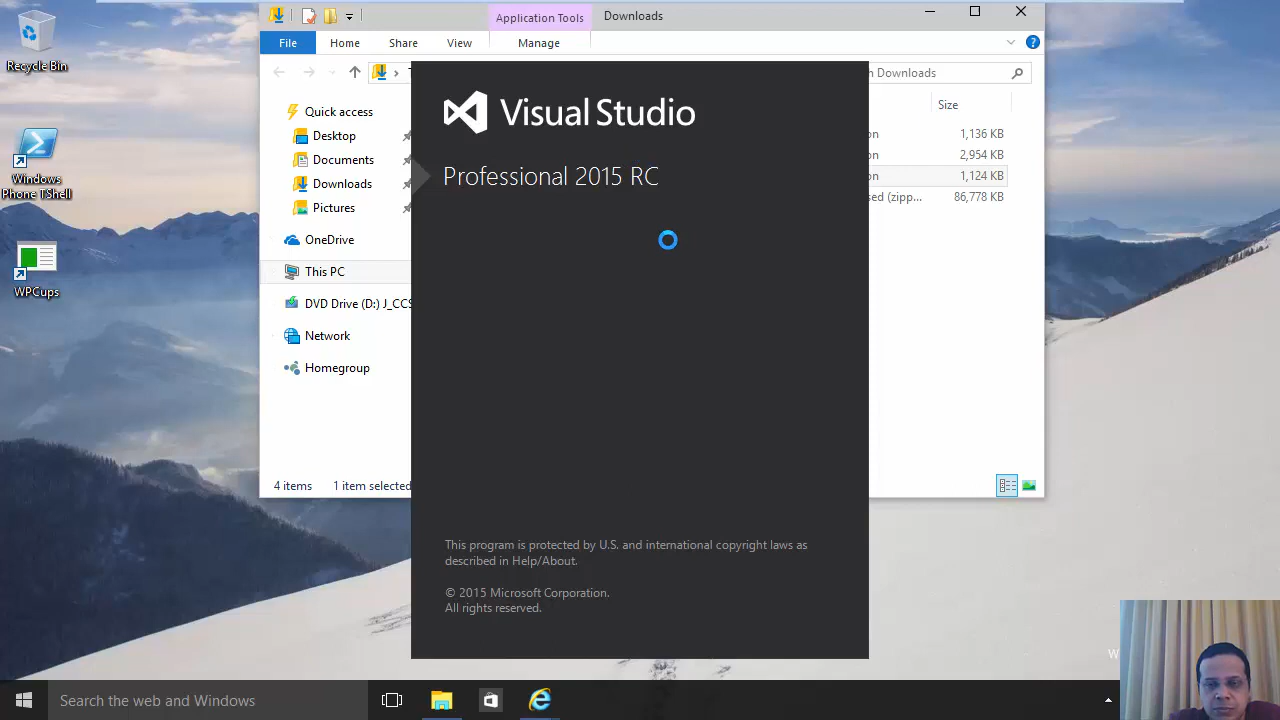 Application Tools
Downloads
File
Home
Share
View
Manage
Downloads
Recycle Bin
Windows
Phone TShell
WPCups
Quick access
Desktop
Documents
Downloads
Pictures
OneDrive
This PC
DVD Drive (D:) J_CCS
Network
Homegroup
Size
1,136 KB
2,954 KB
1,124 KB
86,778 KB
4 items
1 item selected
Visual Studio
Professional 2015 RC
This program is protected by U.S. and international copyright laws as
described in Help/About.
© 2015 Microsoft Corporation.
All rights reserved.
Search the web and Windows